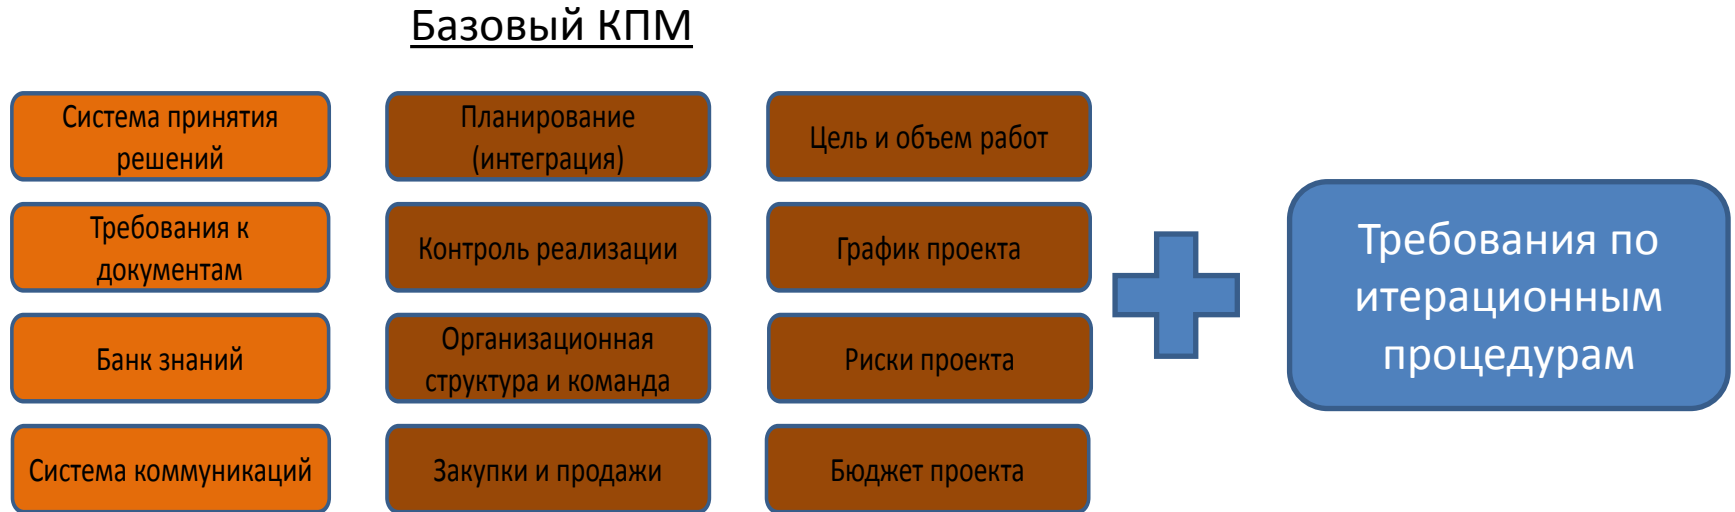 Базовый КПМ
Система принятия
решений
Планирование
(интеграция)
Цель и объем работ
Требования к
документам
Контроль реализации
График проекта
Банк знаний
Организационная
структура и команда
Риски проекта
Система коммуникаций
Закупки и продажи
Бюджет проекта
Требования по
итерационным
процедурам